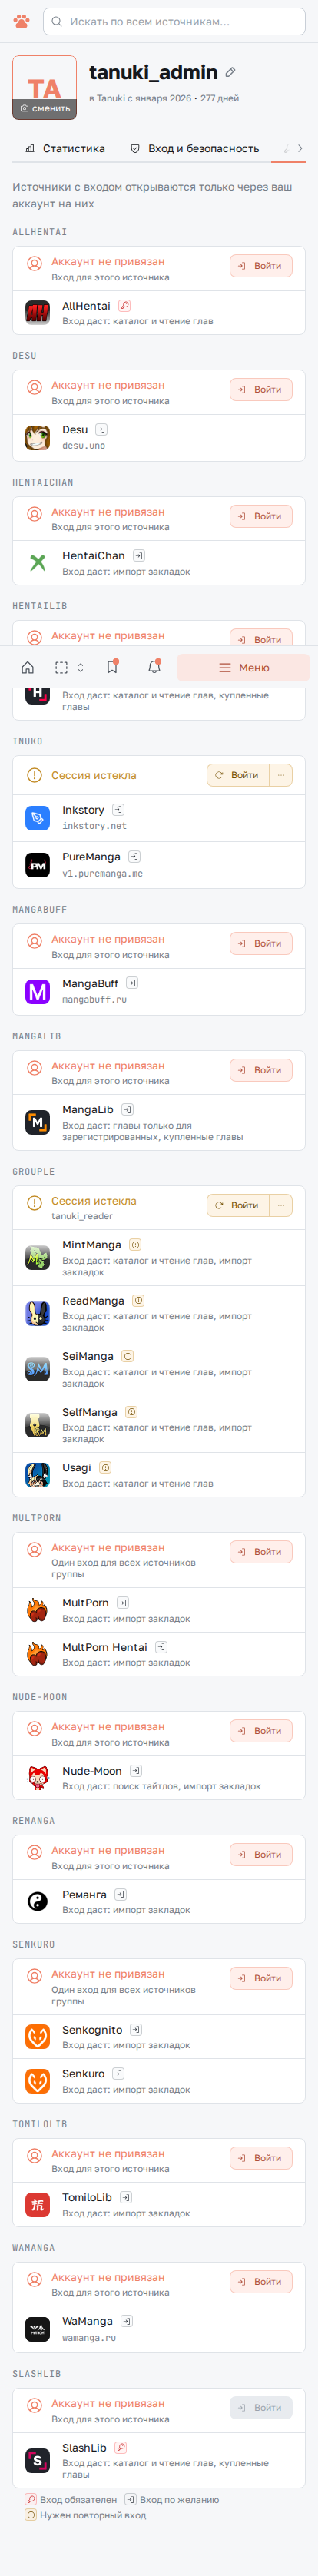 Искать по всем источникам...
TA
сменить
tanuki_admin
в Tanuki с января 2026 • 277 дней
Статистика
Вход и безопасность
Источники с входом открываются только через ваш
аккаунт на них
ALLHENTAI
Аккаунт не привязан
Вход для этого источника
Войти
AllHentai
Вход даст: каталог и чтение глав
DESU
Аккаунт не привязан
Вход для этого источника
Войти
Desu
desu.uno
HENTAICHAN
Аккаунт не привязан
Вход для этого источника
Войти
HentaiChan
Вход даст: импорт закладок
HENTAILIB
Аккаунт не привязан
Войти
Меню
Вход даст: каталог и чтение глав, купленные
главы
INUKO
Сессия истекла
Войти
Inkstory
inkstory.net
PureManga
v1.puremanga.me
MANGABUFF
Аккаунт не привязан
Вход для этого источника
Войти
MangaBuff
mangabuff.ru
MANGALIB
Аккаунт не привязан
Вход для этого источника
Войти
MangaLib
Вход даст: главы только для
зарегистрированных, купленные главы
GROUPLE
Сессия истекла
tanuki_reader
Войти
MintManga
Вход даст: каталог и чтение глав, импорт
закладок
ReadManga
Вход даст: каталог и чтение глав, импорт
закладок
SeiManga
Вход даст: каталог и чтение глав, импорт
закладок
SelfManga
Вход даст: каталог и чтение глав, импорт
закладок
Usagi
Вход даст: каталог и чтение глав
MULTPORN
Аккаунт не привязан
Один вход для всех источников
группы
Войти
MultPorn
Вход даст: импорт закладок
MultPorn Hentai
Вход даст: импорт закладок
NUDE-MOON
Аккаунт не привязан
Вход для этого источника
Войти
Nude-Moon
Вход даст: поиск тайтлов, импорт закладок
REMANGA
Аккаунт не привязан
Вход для этого источника
Войти
Реманга
Вход даст: импорт закладок
SENKURO
Аккаунт не привязан
Один вход для всех источников
группы
Войти
Senkognito
Вход даст: импорт закладок
Senkuro
Вход даст: импорт закладок
TOMILOLIB
Аккаунт не привязан
Вход для этого источника
Войти
TomiloLib
Вход даст: импорт закладок
WAMANGA
Аккаунт не привязан
Вход для этого источника
Войти
WaManga
wamanga.ru
SLASHLIB
Аккаунт не привязан
Вход для этого источника
Войти
SlashLib
Вход даст: каталог и чтение глав, купленные
главы
Вход обязателен
Вход по желанию
Нужен повторный вход